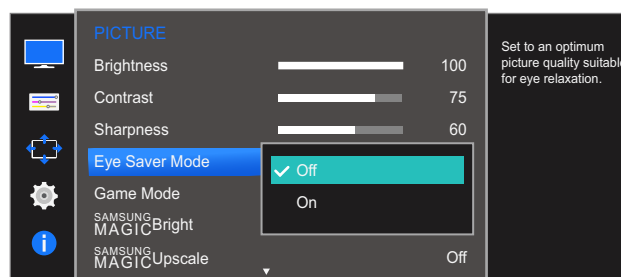 PICTURE
Brightness 100
Contrast 75
Sharpness 60
Eye Saver Mode
Off
Game Mode
On
SAMSUNG
MAGICBright
SAMSUNG
MAGICUpscale Off
Set to an optimum
picture quality suitable
for eye relaxation.
i